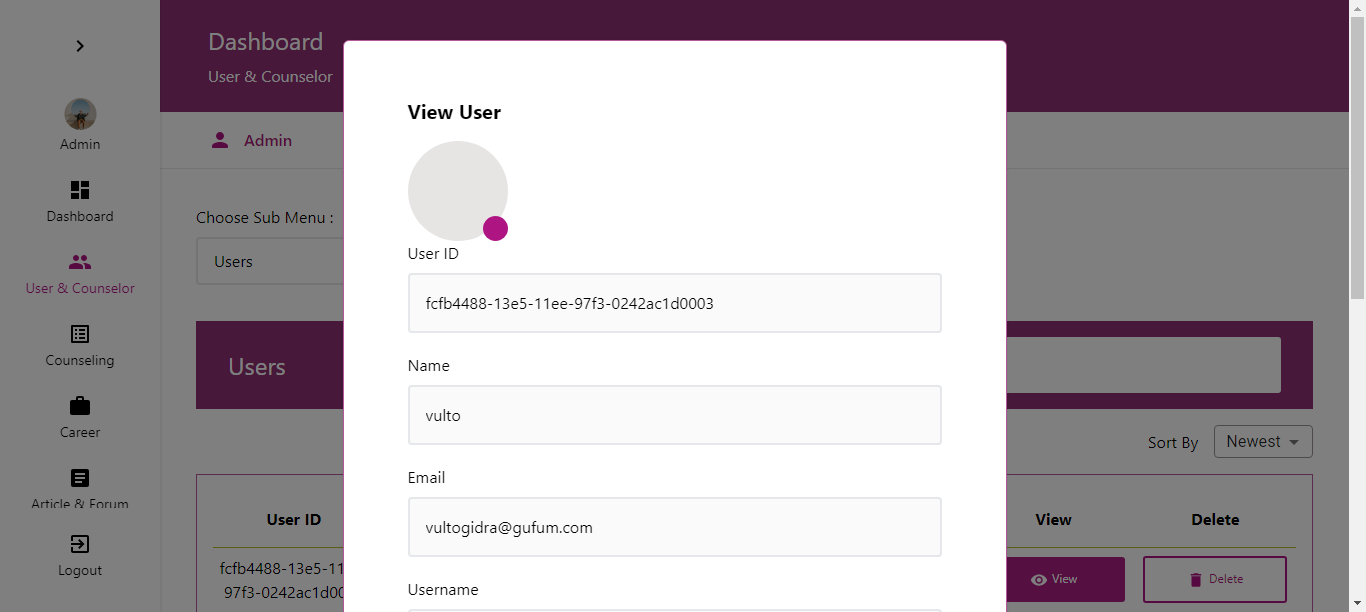 Dashboard
User & Counselor
Admin
Admin
Dashboard
User & Counselor
Counseling
Career
Article & Forum
Logout
Choose Sub Menu :
Users
Users
Sort By
Newest
User ID
View
Delete
fcfb4488-13e5-11
97f3-0242ac1d00
View
Delete
View User
User ID
fcfb4488-13e5-11ee-97f3-0242ac1d0003
Name
vulto
Email
vultogidra@gufum.com
Username